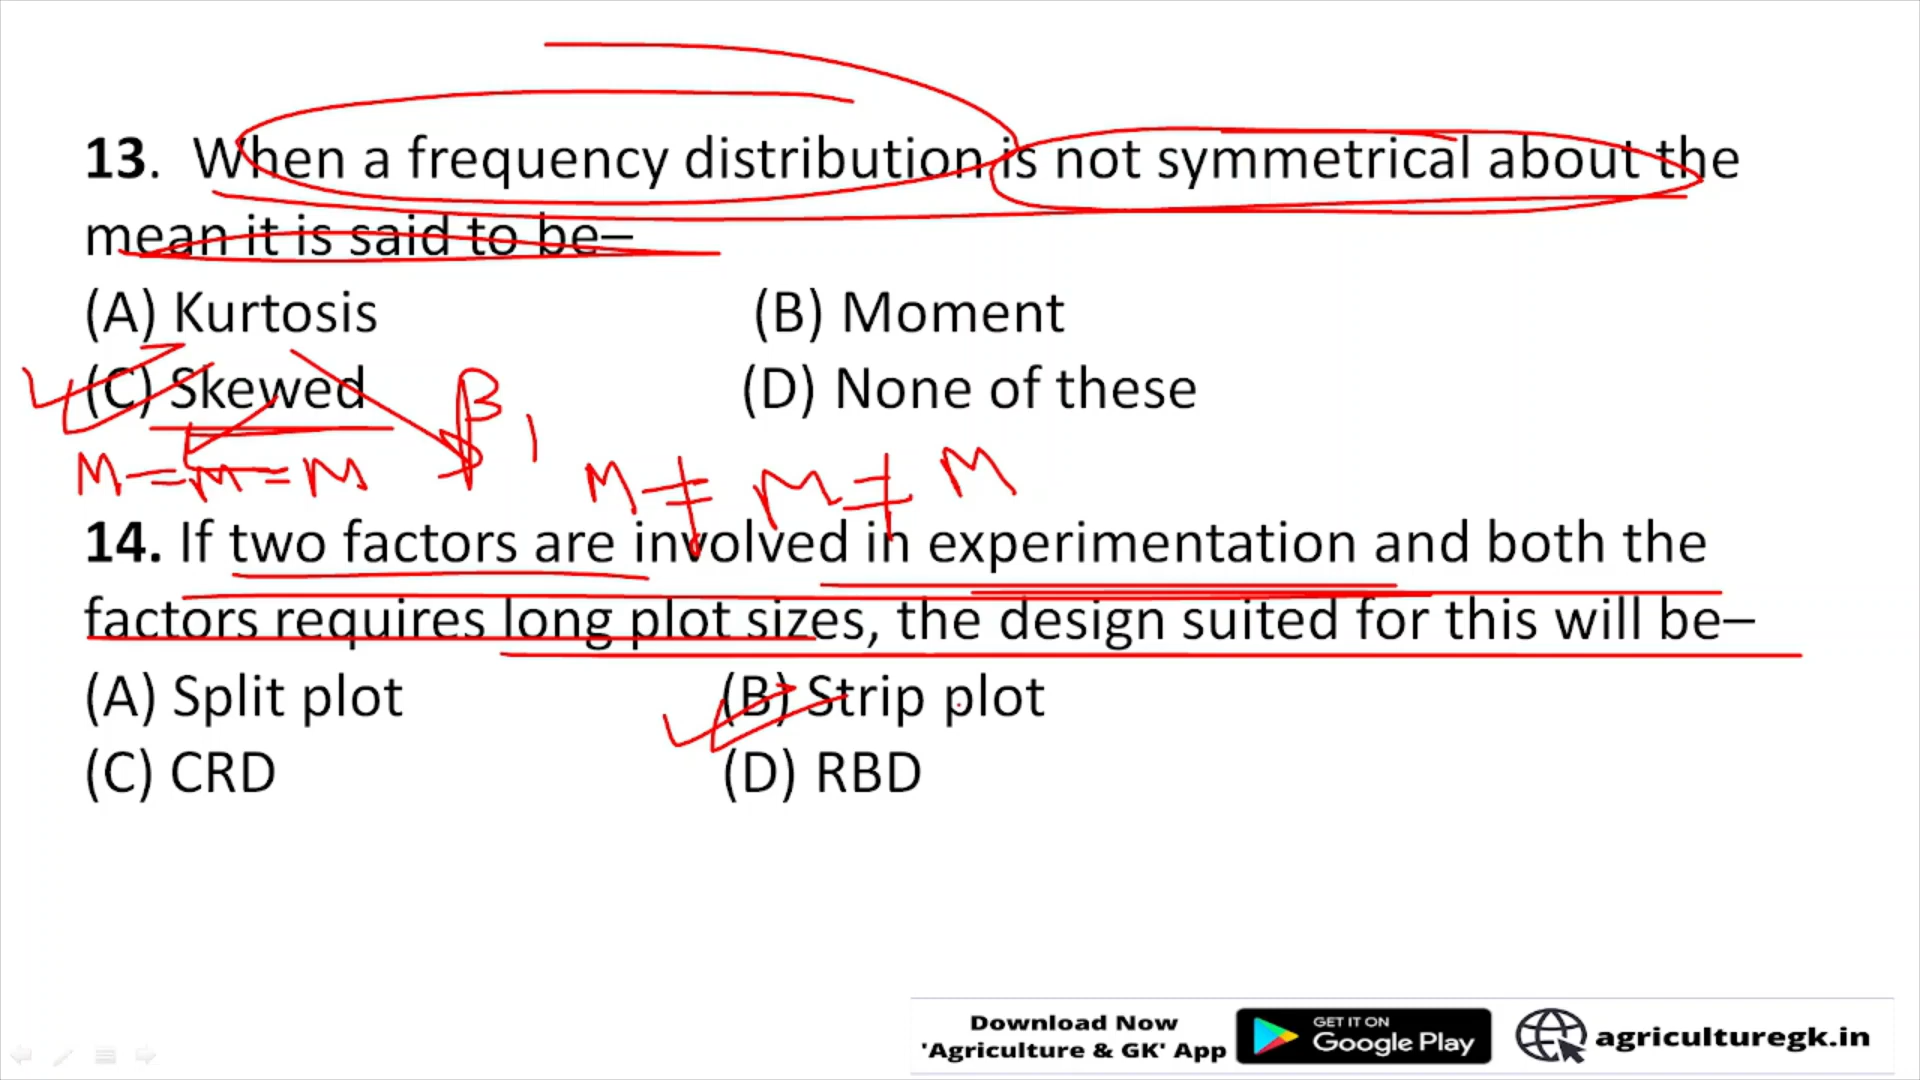 13. When a frequency distribution is not symmetrical about the
mean it is said to be–
(A) Kurtosis (B) Moment
(C) Skewed (D) None of these
β1
M = M = M M ≠ M ≠ M
14. If two factors are involved in experimentation and both the
factors requires long plot sizes, the design suited for this will be–
(A) Split plot (B) Strip plot
(C) CRD (D) RBD
Download Now
'Agriculture & GK' App
GET IT ON
Google Play
agriculturegk.in